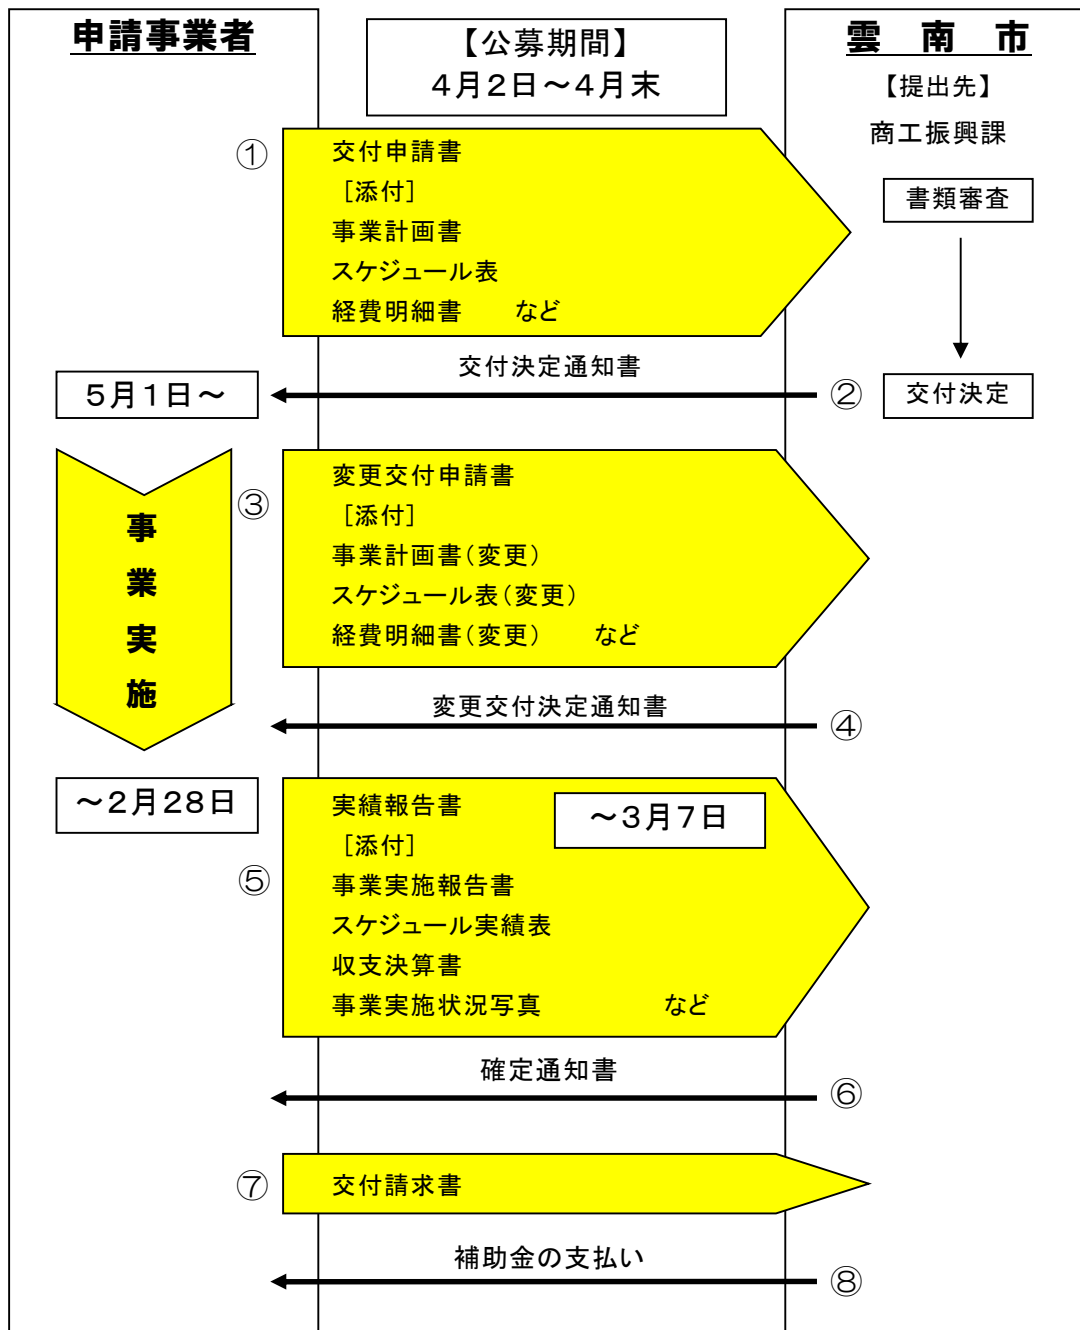 申請事業者
【公募期間】
4月2日～4月末
雲 南 市
【提出先】
商工振興課
①
交付申請書
［添付］
事業計画書
スケジュール表
経費明細書　　など
書類審査
交付決定通知書
5月1日～
②
交付決定
事業実施
③
変更交付申請書
［添付］
事業計画書（変更）
スケジュール表（変更）
経費明細書（変更）　　など
変更交付決定通知書
④
～2月28日
⑤
実績報告書
～3月7日
［添付］
事業実施報告書
スケジュール実績表
収支決算書
事業実施状況写真　　など
確定通知書
⑥
⑦
交付請求書
補助金の支払い
⑧